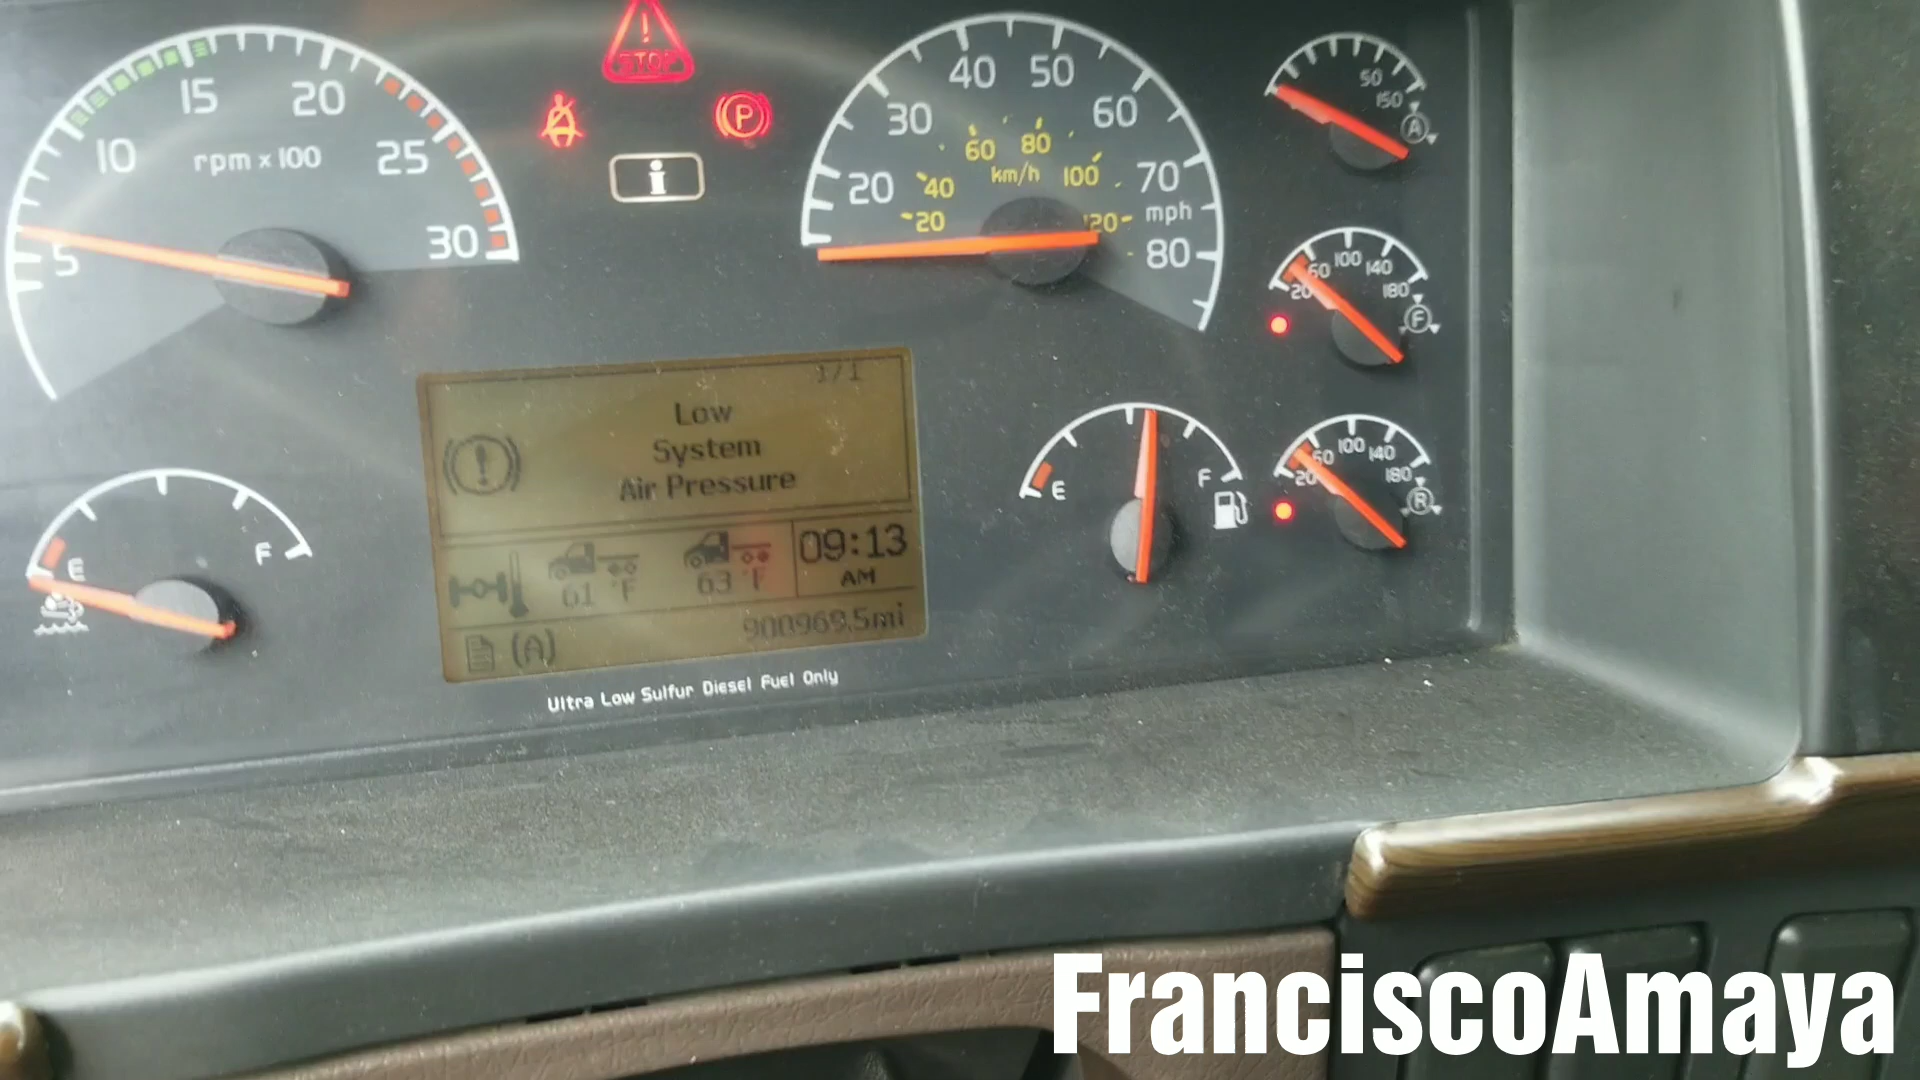 STOP
P
i
5
10
15
20
25
30
rpm x 100
20
30
40
50
60
70
80
mph
20
40
60
80
100
120
km/h
50
150
A
20
60
100
140
180
F
20
60
100
140
180
R
E
F
E
F
1/1
Low
System
Air Pressure
61 °F
63 °F
09:13
AM
(A)
900969.5mi
Ultra Low Sulfur Diesel Fuel Only
FranciscoAmaya